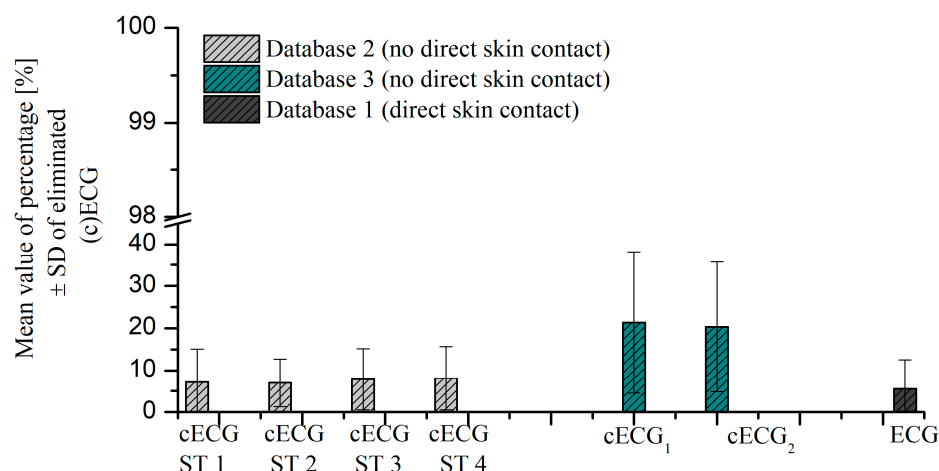 Mean value of percentage [%]
± SD of eliminated
(c)ECG
100
99
98
40
30
20
10
0
Database 2 (no direct skin contact)
Database 3 (no direct skin contact)
Database 1 (direct skin contact)
cECG cECG cECG cECG cECG₁ cECG₂ ECG
ST 1 ST 2 ST 3 ST 4